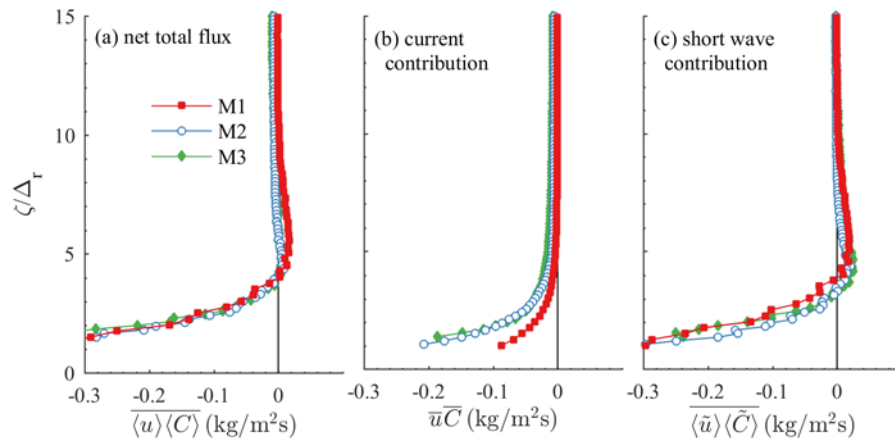 15
10
5
0
ζ/Δr
(a) net total flux
M1
M2
M3
(b) current
contribution
(c) short wave
contribution
-0.3 -0.2 -0.1 0
-0.3 -0.2 -0.1 0
-0.3 -0.2 -0.1 0
⟨u⟩⟨C⟩ (kg/m²s)
u̅C̅ (kg/m²s)
⟨ũ⟩⟨C̃⟩ (kg/m²s)